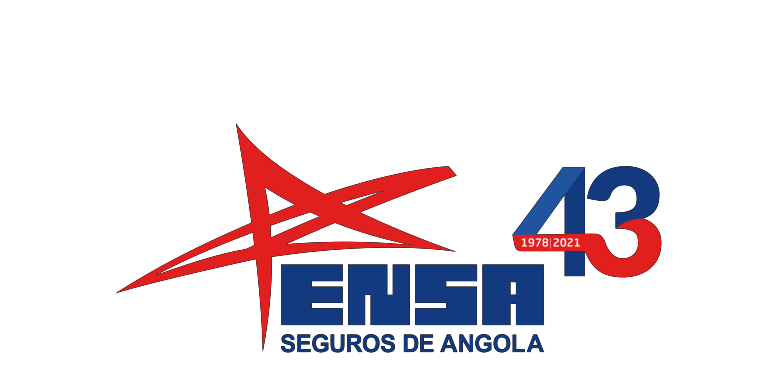 43
1978|2021
ENSA
SEGUROS DE ANGOLA